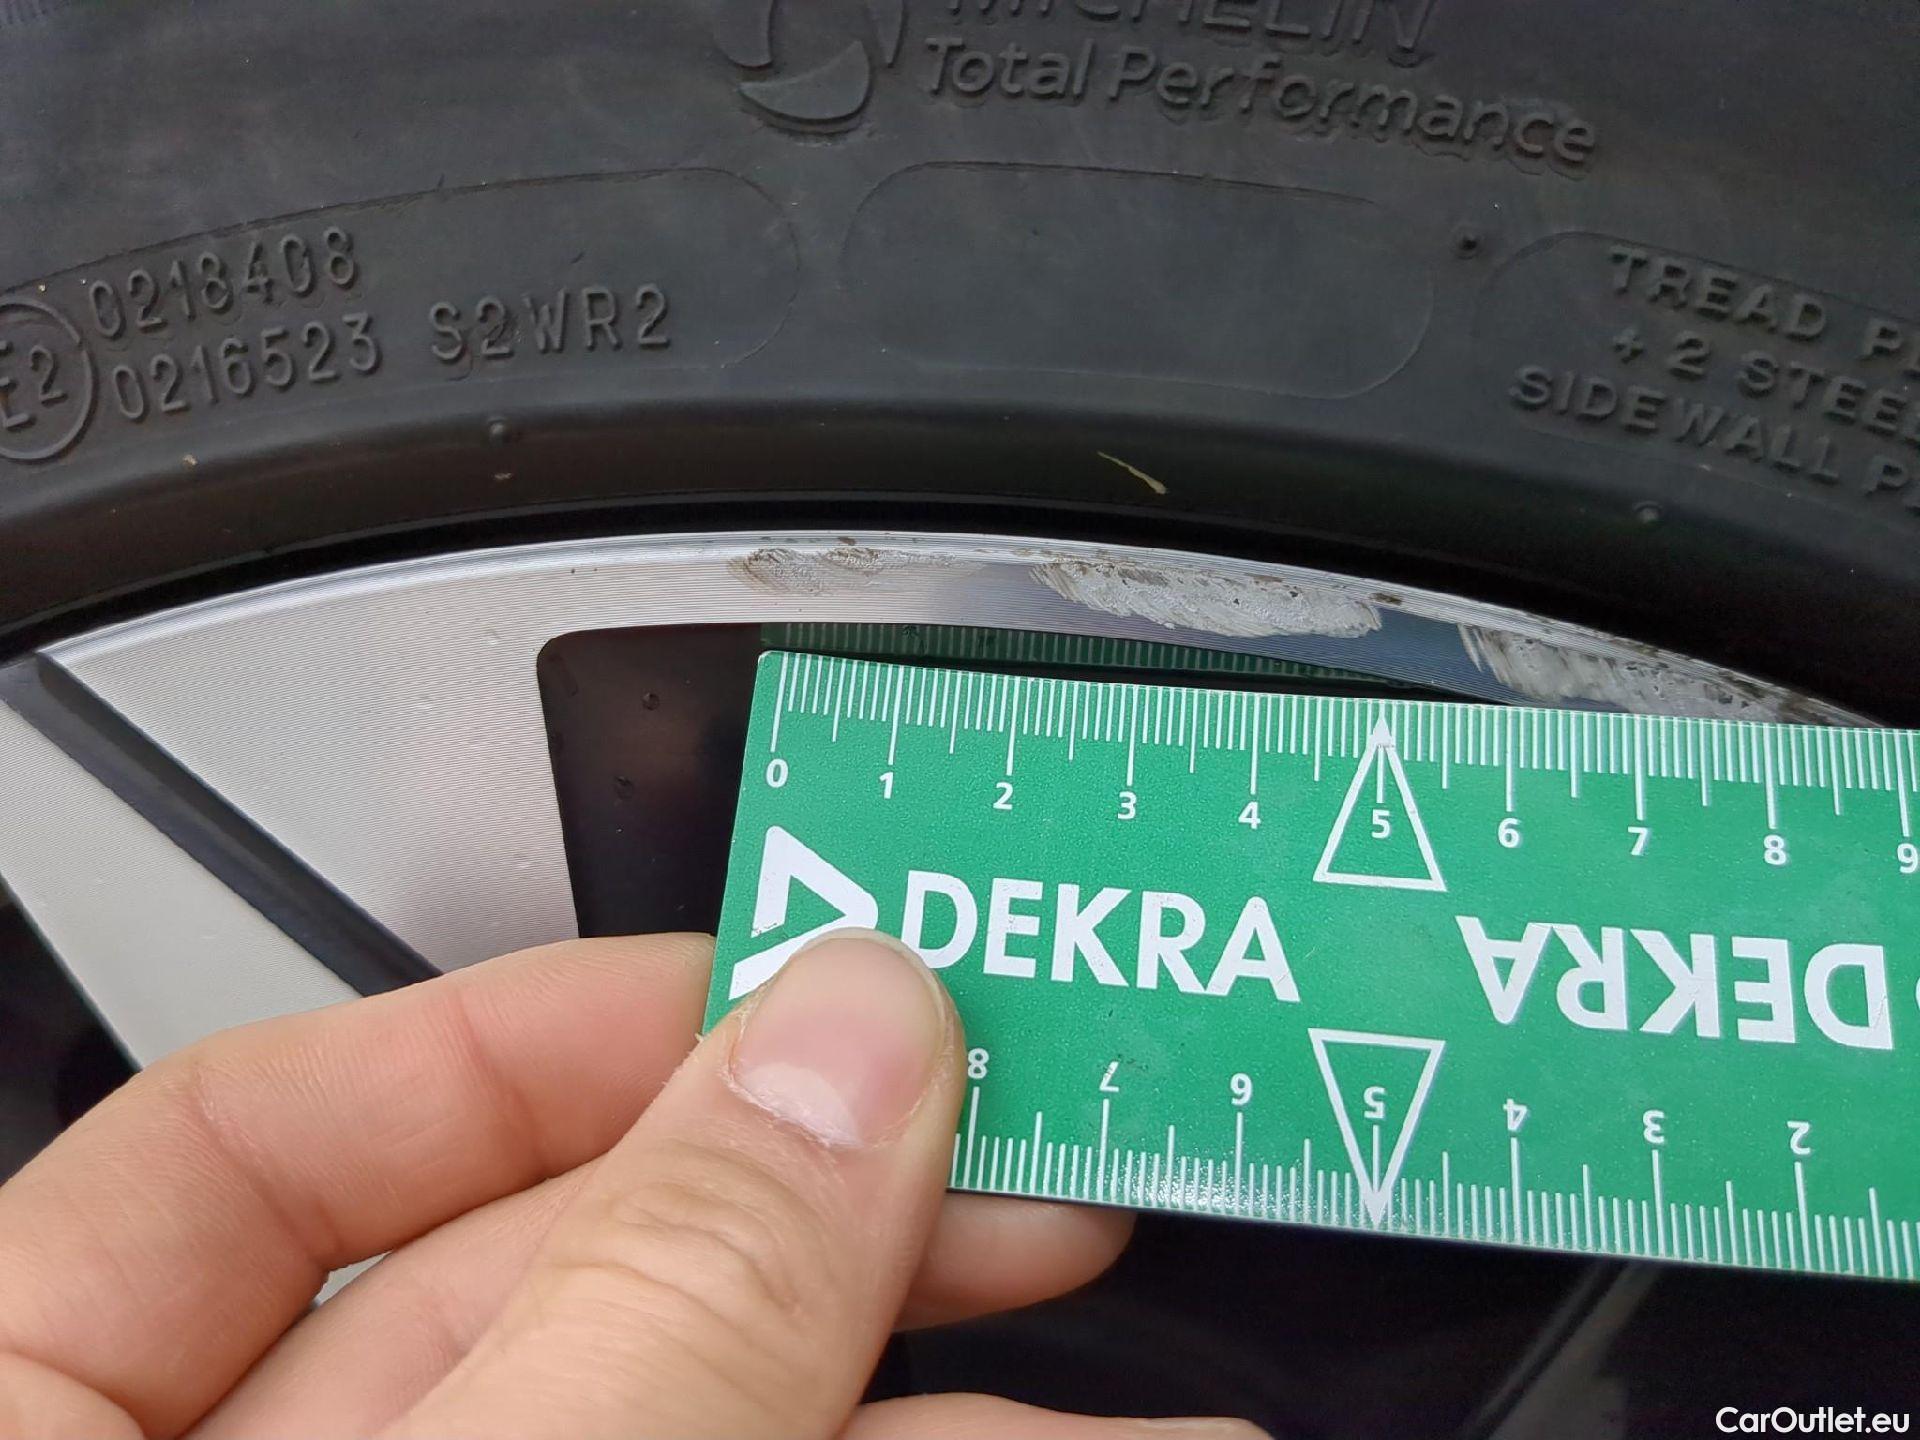 MICHELIN
Total Performance
E2
0218408
0216523 S2WR2
TREAD
+ 2
SIDEWALL
0 1 2 3 4 5 6 7 8 9
DEKRA
DEKRA
8 7 6 5 4 3 2
CarOutlet.eu